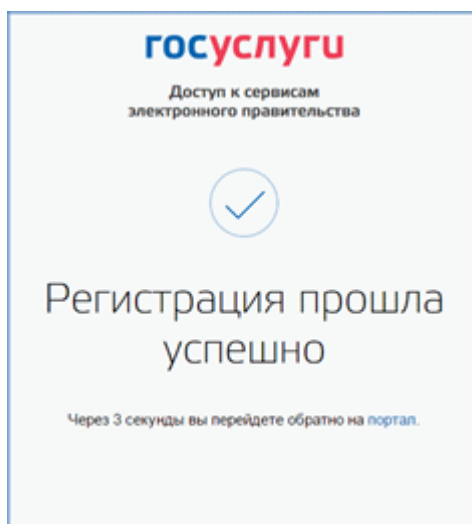 госуслуги
Доступ к сервисам
электронного правительства
Регистрация прошла
успешно
Через 3 секунды вы перейдете обратно на портал.